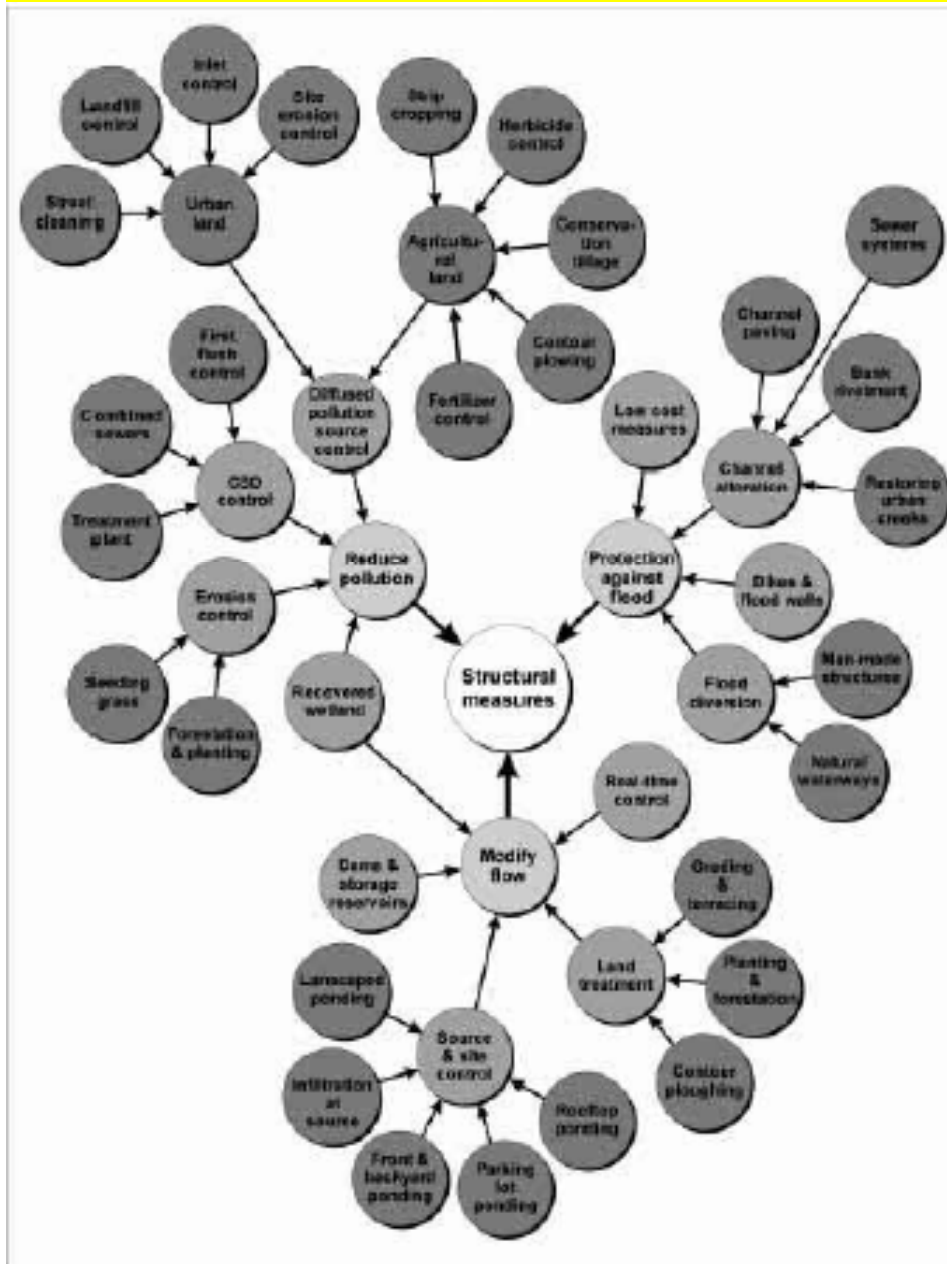 Inlet
control
Landfill
control
Site
erosion
control
Street
cleaning
Urban
land
Strip
cropping
Herbicide
control
Conserva-
tion
tillage
Agricultu-
ral
land
Contour
plowing
Fertilizer
control
Sewer
systems
Channel
paving
Bank
rivetment
Restoring
urban
creeks
Channel
alteration
Low cost
measures
First
flush
control
Combined
sewers
Treatment
plant
CSO
control
Diffused
pollution
source
control
Reduce
pollution
Protection
against
flood
Dikes &
flood walls
Erosion
control
Seeding
grass
Forestation
& planting
Recovered
wetland
Structural
measures
Flood
diversion
Man-made
structures
Natural
waterways
Real-time
control
Modify
flow
Dams &
storage
reservoirs
Grading
&
terracing
Land
treatment
Planting
&
forestation
Contour
ploughing
Lanscaped
ponding
Source
& site
control
Infiltration
at
source
Rooftop
ponding
Front &
backyard
ponding
Parking
lot
ponding